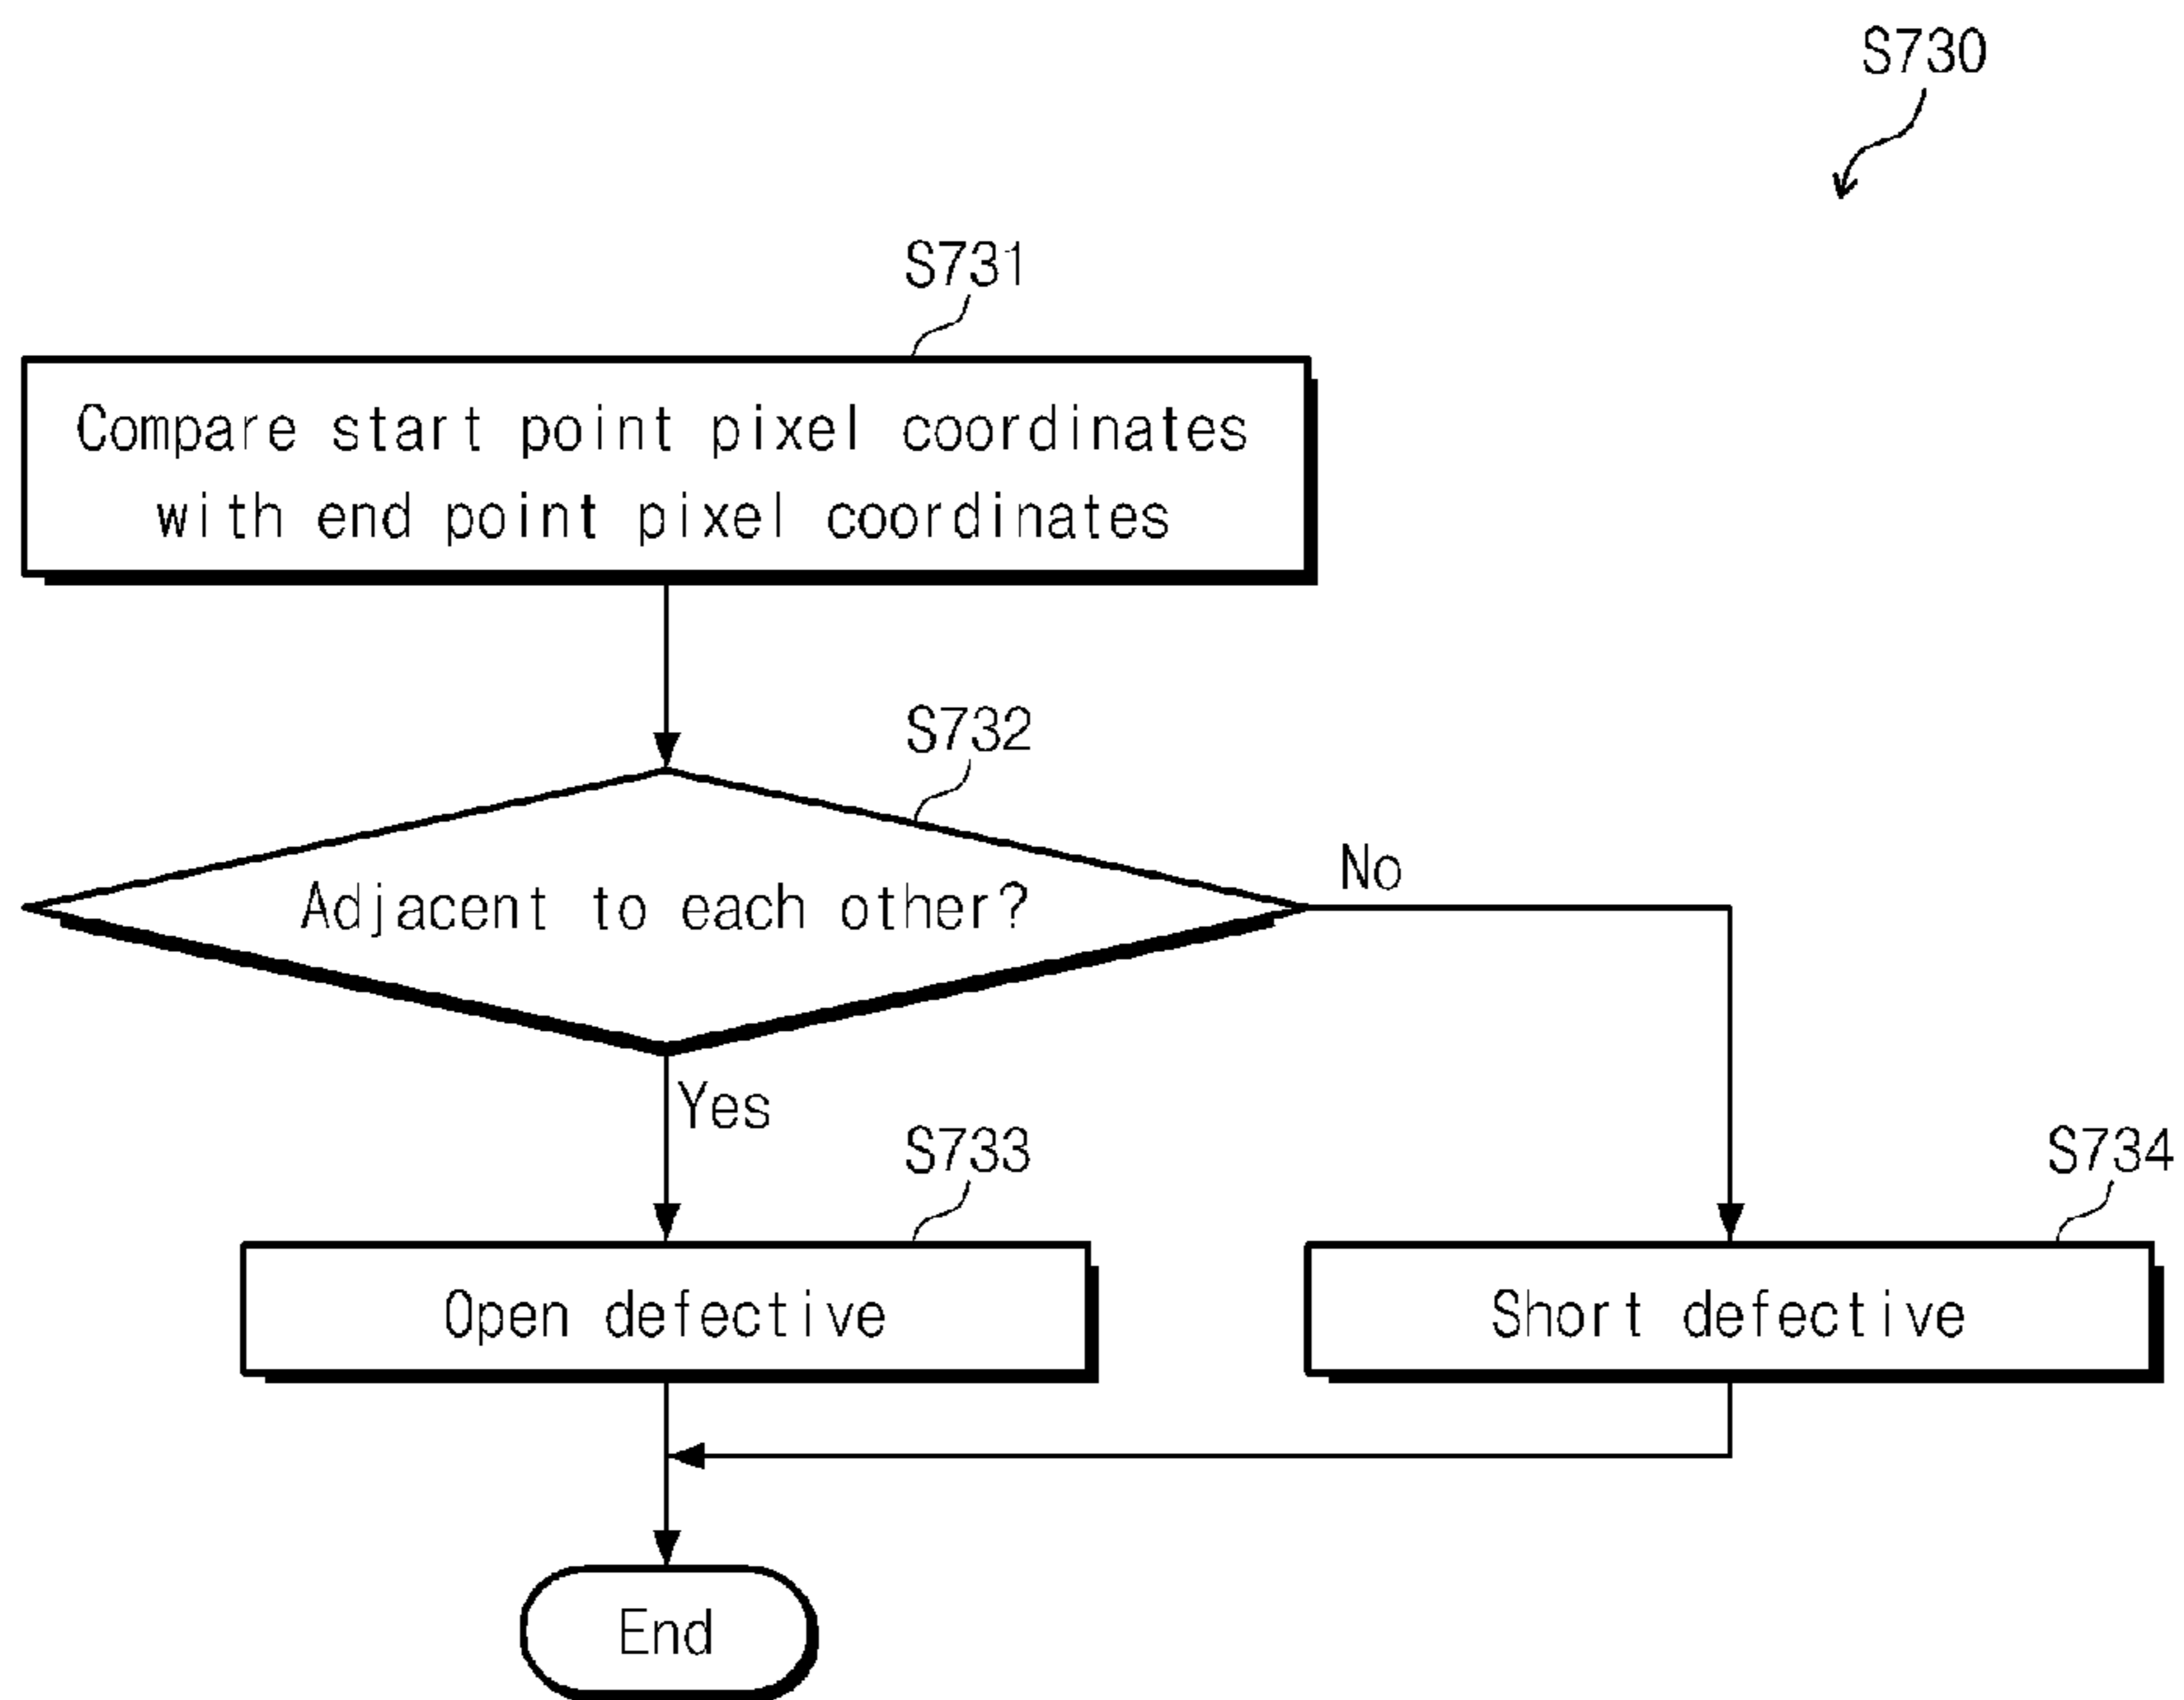 S730
S731
Compare start point pixel coordinates
with end point pixel coordinates
S732
Adjacent to each other?
No
Yes
S733
S734
Open defective
Short defective
End